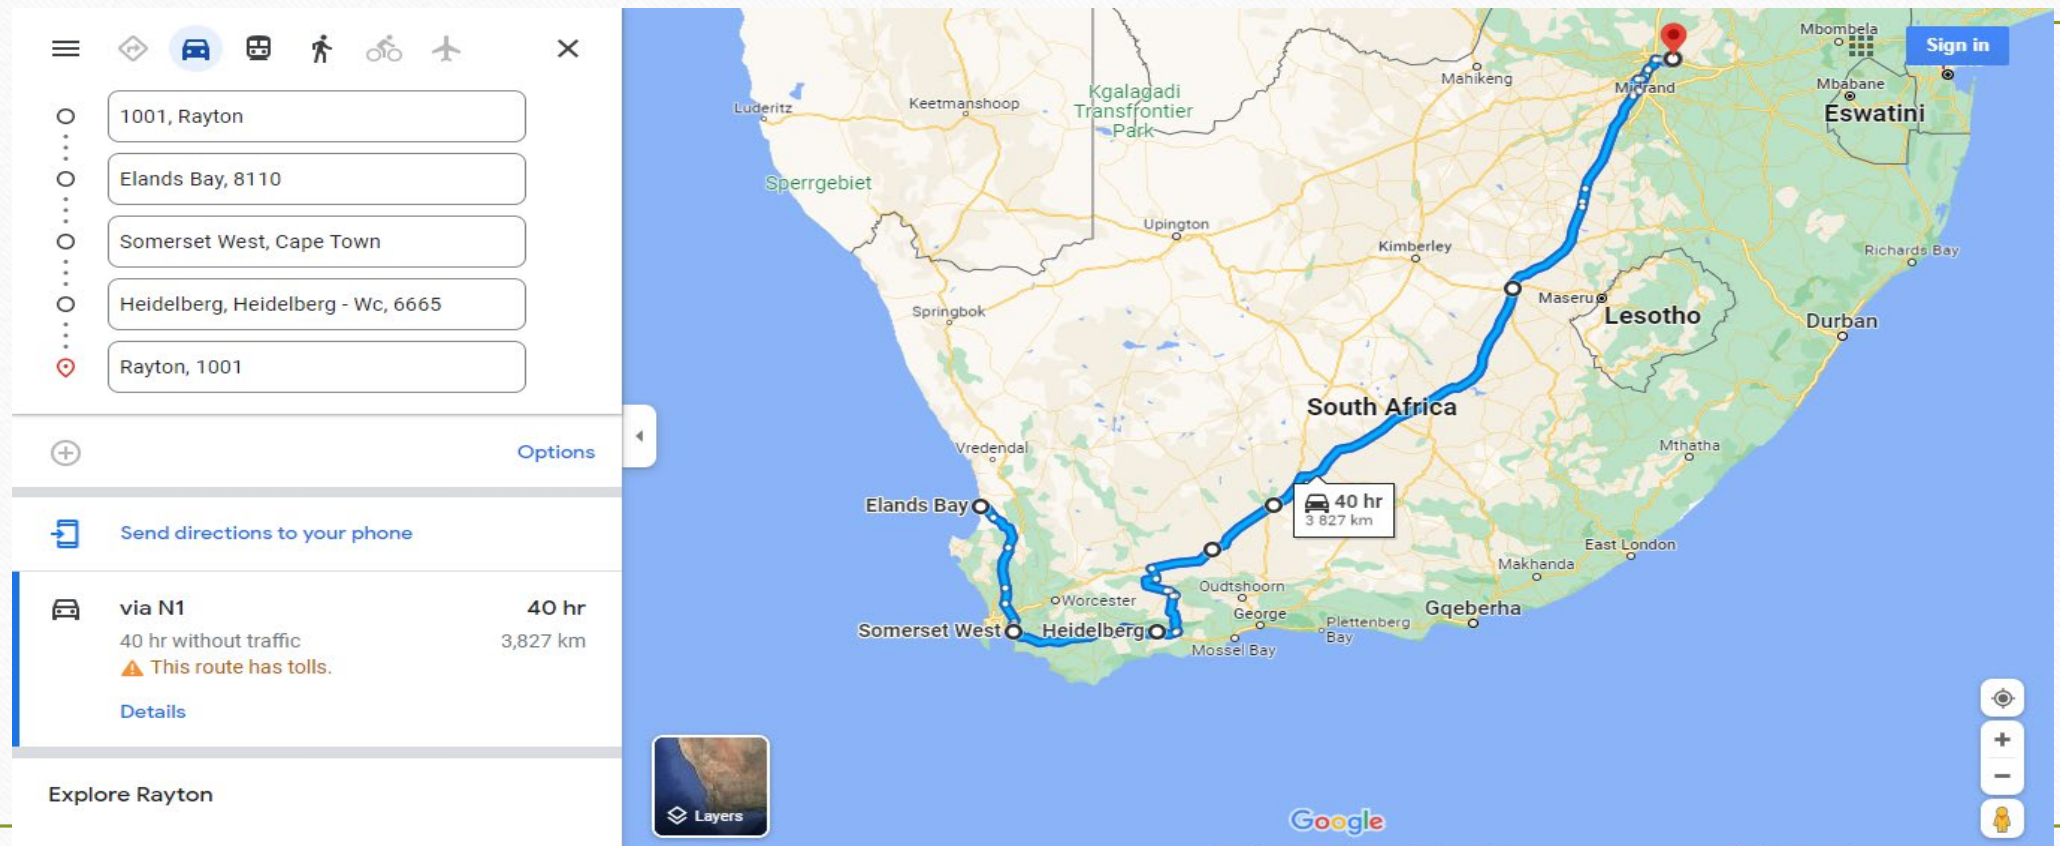 1001, Rayton
Elands Bay, 8110
Somerset West, Cape Town
Heidelberg, Heidelberg - Wc, 6665
Rayton, 1001
Options
Send directions to your phone
via N1
40 hr
40 hr without traffic
3,827 km
This route has tolls.
Details
Explore Rayton
Sign in
Mbombela
Mahikeng
Midrand
Mbabane
Eswatini
Luderitz
Keetmanshoop
Kgalagadi
Transfrontier
Park
Sperrgebiet
Upington
Kimberley
Richards Bay
Springbok
Maseru
Lesotho
Durban
South Africa
Vredendal
Mthatha
Elands Bay
40 hr
3 827 km
East London
Makhanda
Oudtshoorn
Worcester
George
Gqeberha
Plettenberg
Bay
Somerset West
Heidelberg
Mossel Bay
Layers
Google